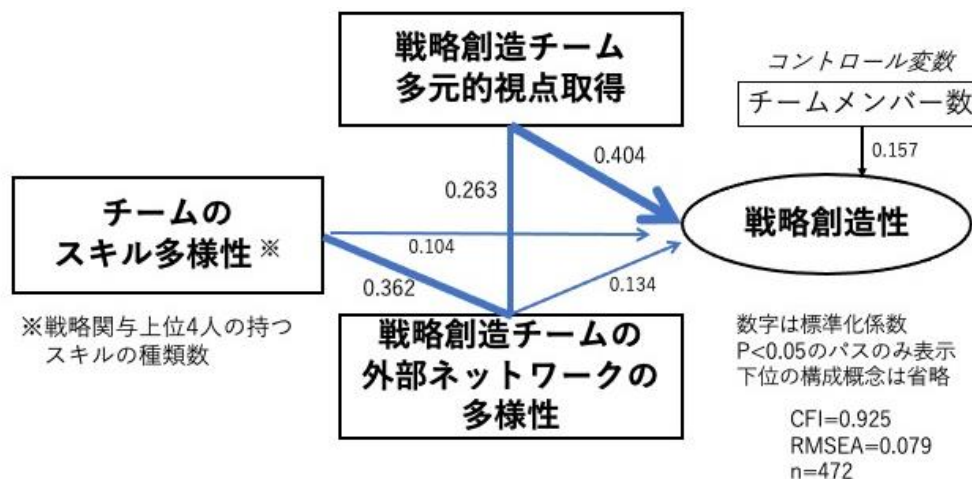 戦略創造チーム
多元的視点取得
コントロール変数
チームメンバー数
0.157
0.404
0.263
チームの
スキル多様性※
0.104
0.362
0.134
戦略創造性
※戦略関与上位4人の持つ
スキルの種類数
戦略創造チームの
外部ネットワークの
多様性
数字は標準化係数
P<0.05のパスのみ表示
下位の構成概念は省略
CFI=0.925
RMSEA=0.079
n=472